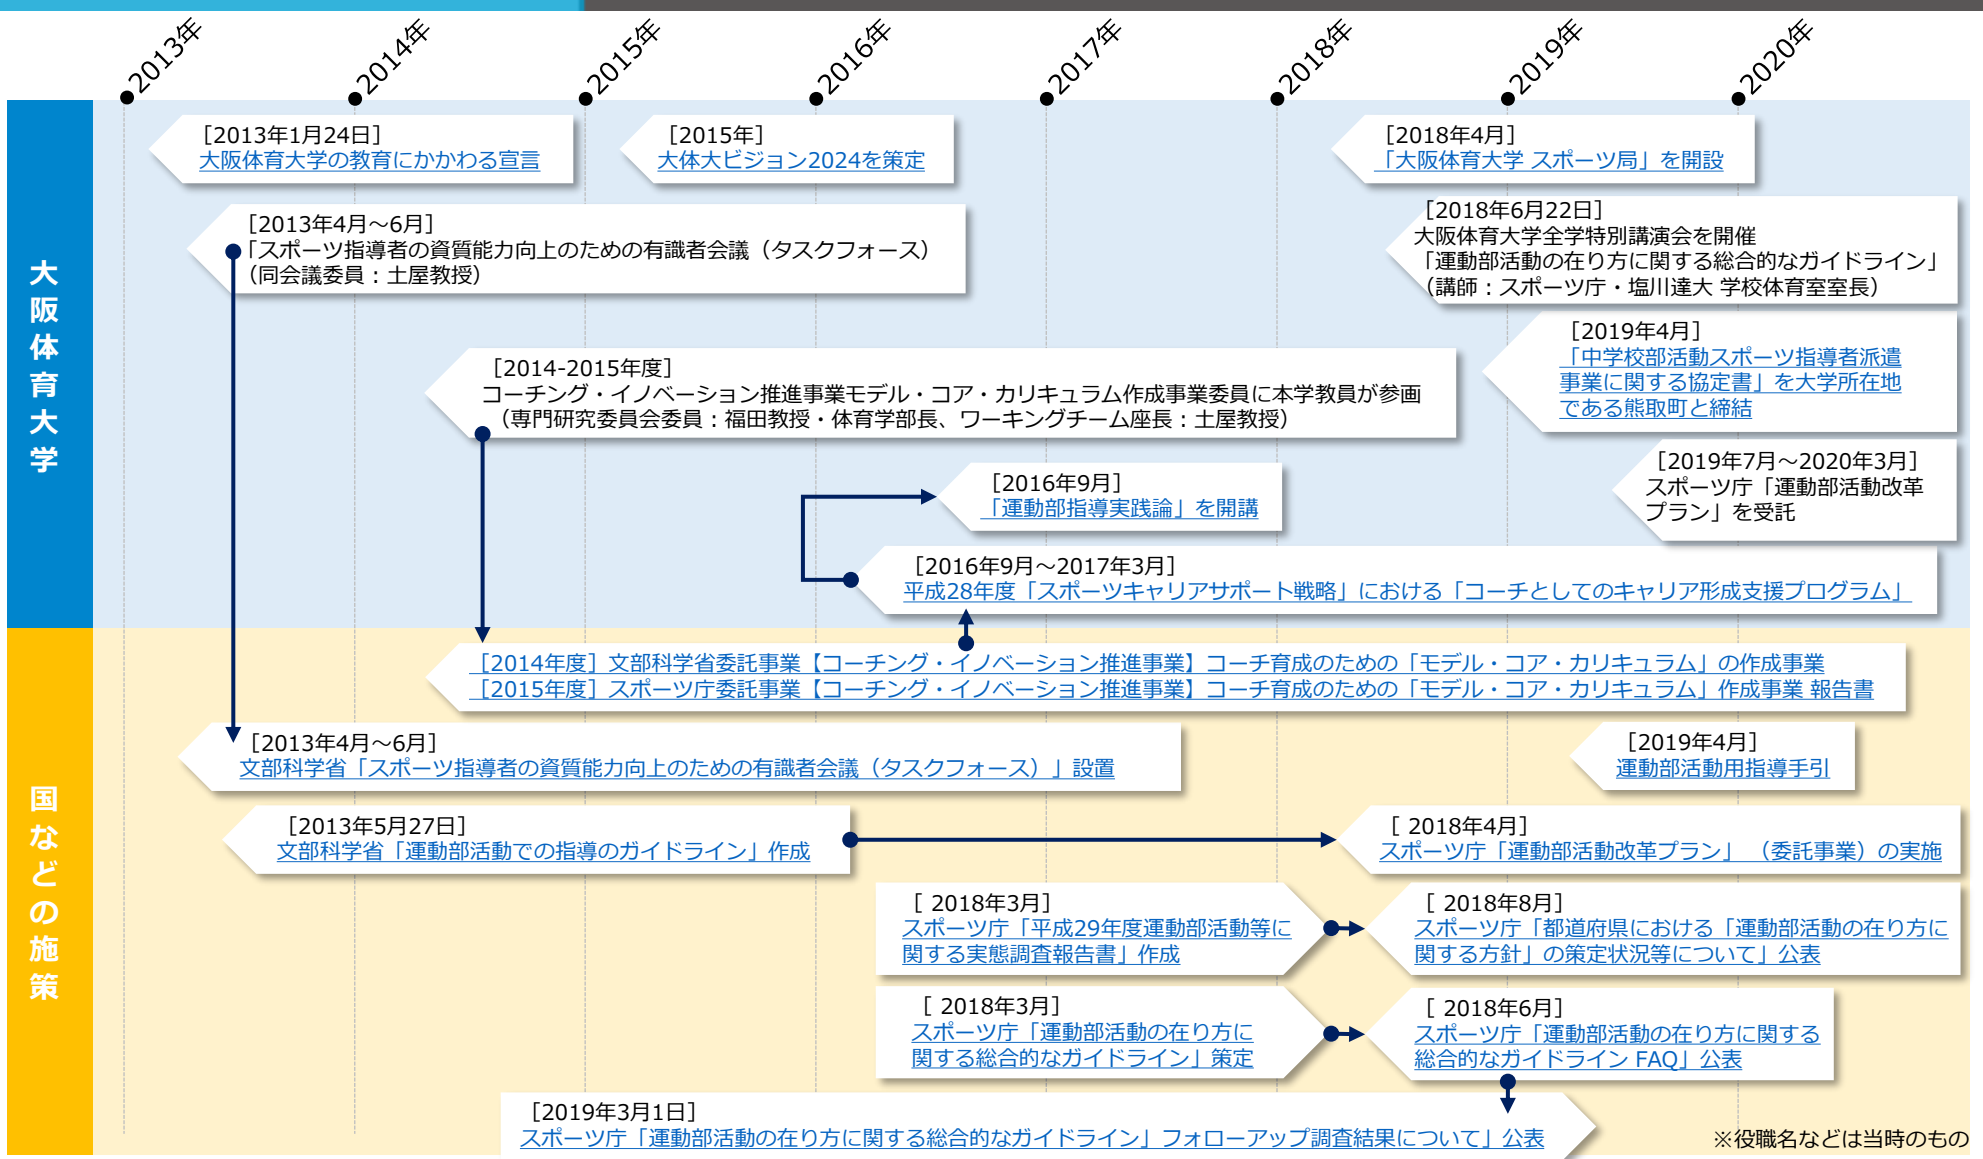 2013年
2014年
2015年
2016年
2017年
2018年
2019年
2020年
大阪体育大学
［2013年1月24日］
大阪体育大学の教育にかかわる宣言
［2015年］
大体大ビジョン2024を策定
［2018年4月］
「大阪体育大学 スポーツ局」を開設
［2013年4月～6月］
「スポーツ指導者の資質能力向上のための有識者会議（タスクフォース）
（同会議委員：土屋教授）
［2018年6月22日］
大阪体育大学全学特別講演会を開催
「運動部活動の在り方に関する総合的なガイドライン」
（講師：スポーツ庁・塩川達大 学校体育室室長）
［2014-2015年度］
コーチング・イノベーション推進事業モデル・コア・カリキュラム作成事業委員に本学教員が参画
（専門研究委員会委員：福田教授・体育学部長、ワーキングチーム座長：土屋教授）
［2019年4月］
「中学校部活動スポーツ指導者派遣
事業に関する協定書」を大学所在地
である熊取町と締結
［2016年9月］
「運動部指導実践論」を開講
［2019年7月～2020年3月］
スポーツ庁「運動部活動改革
プラン」を受託
［2016年9月～2017年3月］
平成28年度「スポーツキャリアサポート戦略」における「コーチとしてのキャリア形成支援プログラム」
国などの施策
［2014年度］文部科学省委託事業【コーチング・イノベーション推進事業】コーチ育成のための「モデル・コア・カリキュラム」の作成事業
［2015年度］スポーツ庁委託事業【コーチング・イノベーション推進事業】コーチ育成のための「モデル・コア・カリキュラム」作成事業 報告書
［2013年4月～6月］
文部科学省「スポーツ指導者の資質能力向上のための有識者会議（タスクフォース）」設置
［2019年4月］
運動部活動用指導手引
［2013年5月27日］
文部科学省「運動部活動での指導のガイドライン」作成
［ 2018年4月］
スポーツ庁「運動部活動改革プラン」 （委託事業）の実施
［ 2018年3月］
スポーツ庁「平成29年度運動部活動等に
関する実態調査報告書」作成
［ 2018年8月］
スポーツ庁「都道府県における「運動部活動の在り方に
関する方針」の策定状況等について」公表
［ 2018年3月］
スポーツ庁「運動部活動の在り方に
関する総合的なガイドライン」策定
［ 2018年6月］
スポーツ庁「運動部活動の在り方に関する
総合的なガイドライン FAQ」公表
［2019年3月1日］
スポーツ庁「運動部活動の在り方に関する総合的なガイドライン」フォローアップ調査結果について」公表
※役職名などは当時のもの